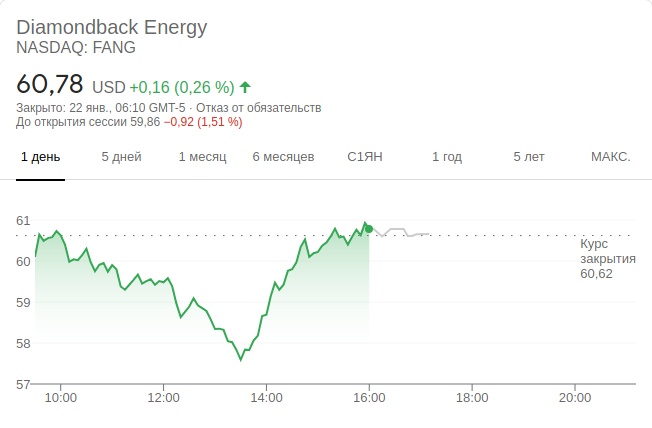 Diamondback Energy
NASDAQ: FANG
60,78 USD +0,16 (0,26 %) ↑
Закрыто: 22 янв., 06:10 GMT-5 · Отказ от обязательств
До открытия сессии 59,86 −0,92 (1,51 %)
1 день 5 дней 1 месяц 6 месяцев С1ЯН 1 год 5 лет МАКС.
61
60
59
58
57
Курс
закрытия
60,62
10:00 12:00 14:00 16:00 18:00 20:00